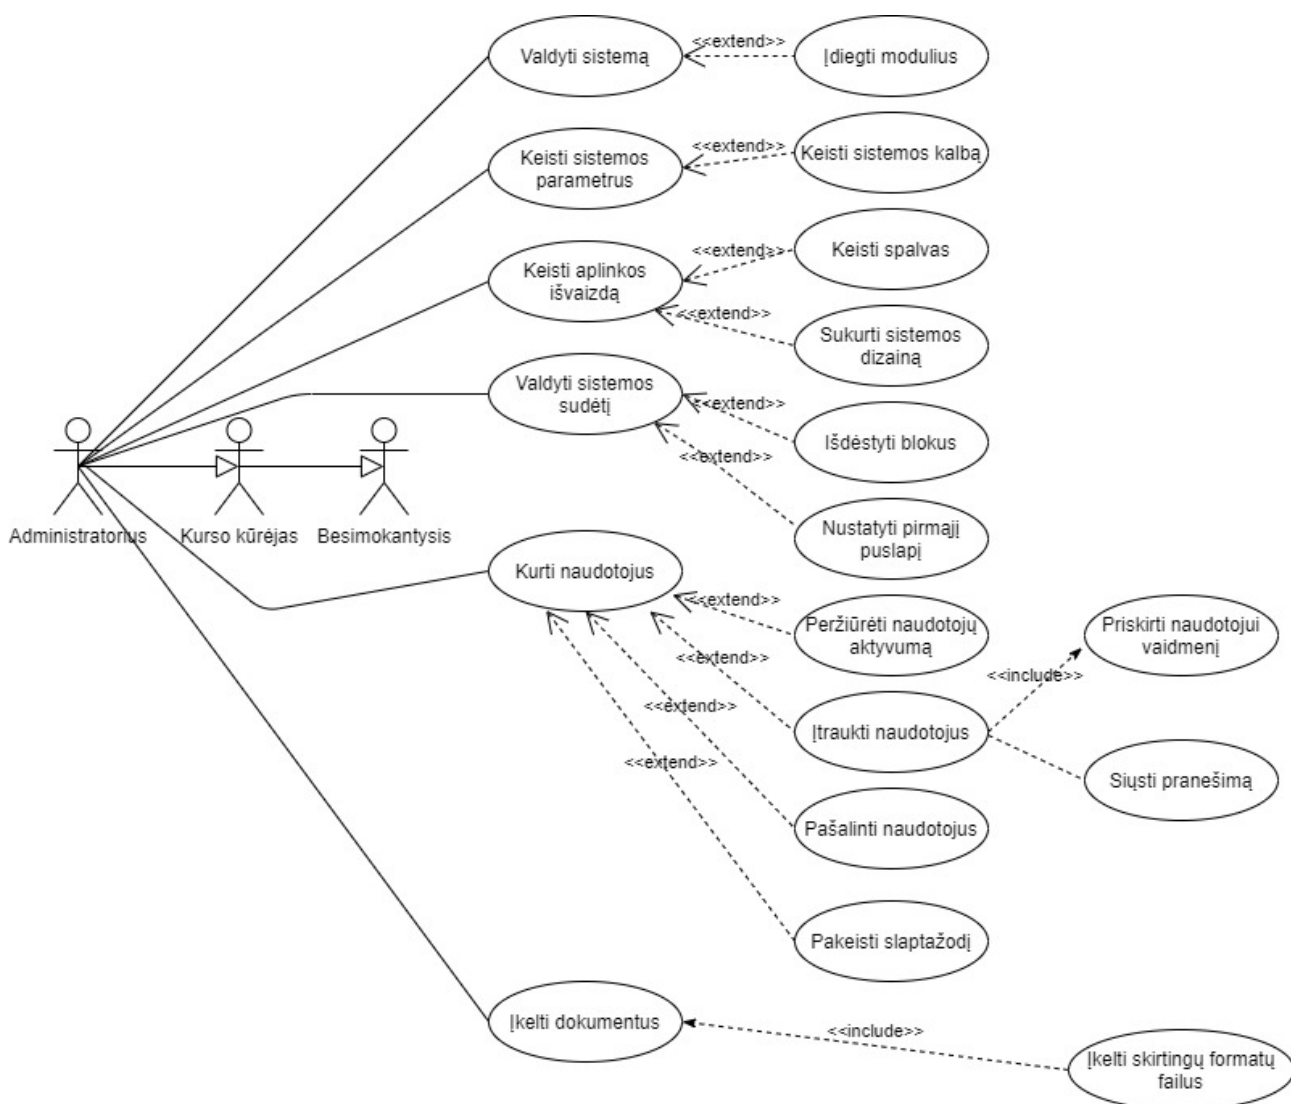 Valdyti sistemą
<<extend>>
Įdiegti modulius
Keisti sistemos
parametrus
<<extend>>
Keisti sistemos kalbą
Keisti aplinkos
išvaizdą
<<extend>>
Keisti spalvas
<<extend>>
Sukurti sistemos
dizainą
Valdyti sistemos
sudėtį
<<extend>>
Išdėstyti blokus
<<extend>>
Nustatyti pirmąjį
puslapį
Administratorius
Kurso kūrėjas
Besimokantysis
Kurti naudotojus
<<extend>>
Peržiūrėti naudotojų
aktyvumą
<<extend>>
Įtraukti naudotojus
<<include>>
Priskirti naudotojui
vaidmenį
Siųsti pranešimą
<<extend>>
Pašalinti naudotojus
<<extend>>
Pakeisti slaptažodį
Įkelti dokumentus
<<include>>
Įkelti skirtingų formatų
failus